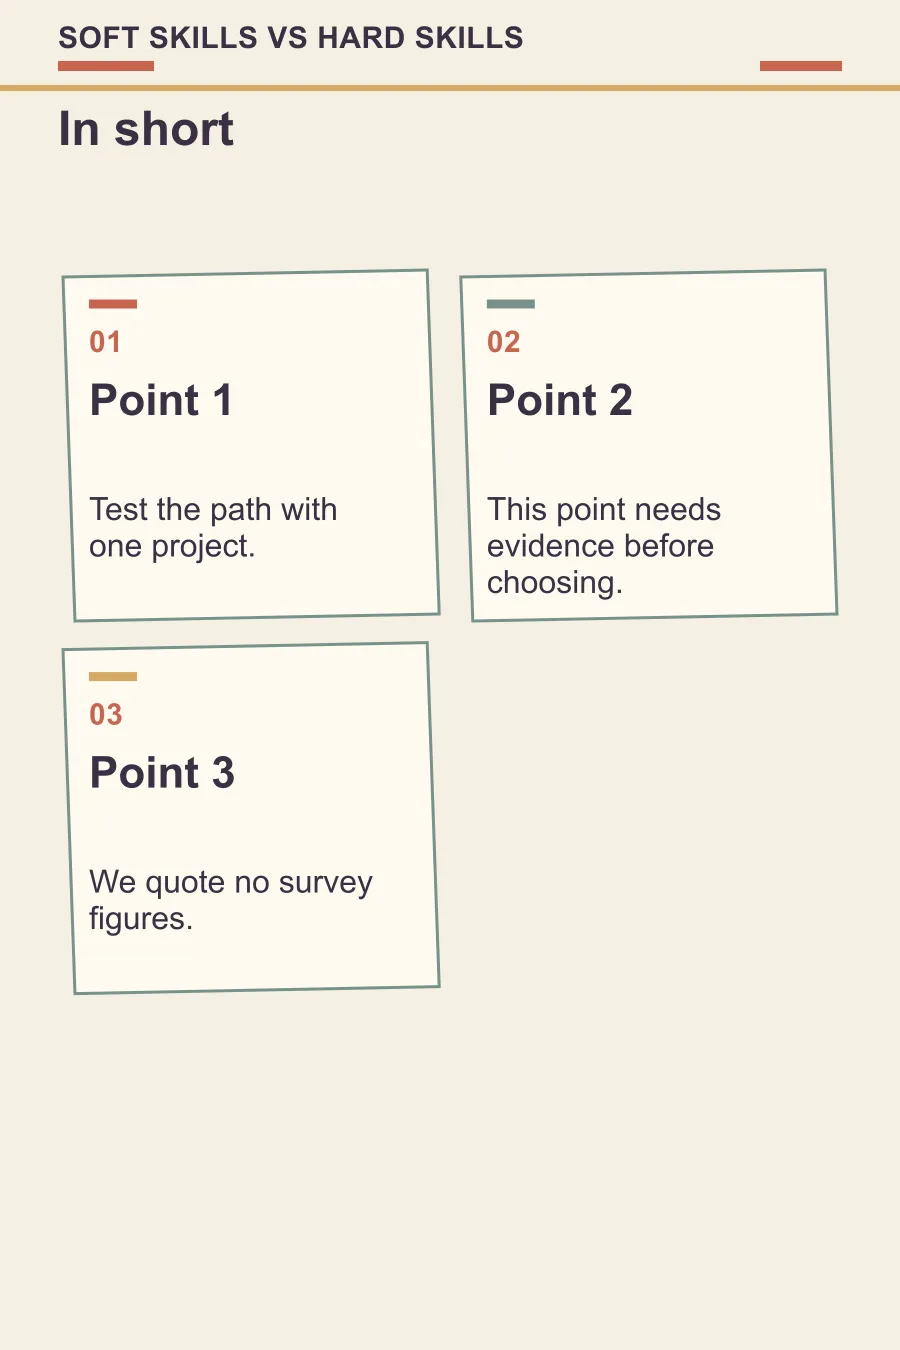 SOFT SKILLS VS HARD SKILLS
In short
01
Point 1
Test the path with
one project.
02
Point 2
This point needs
evidence before
choosing.
03
Point 3
We quote no survey
figures.